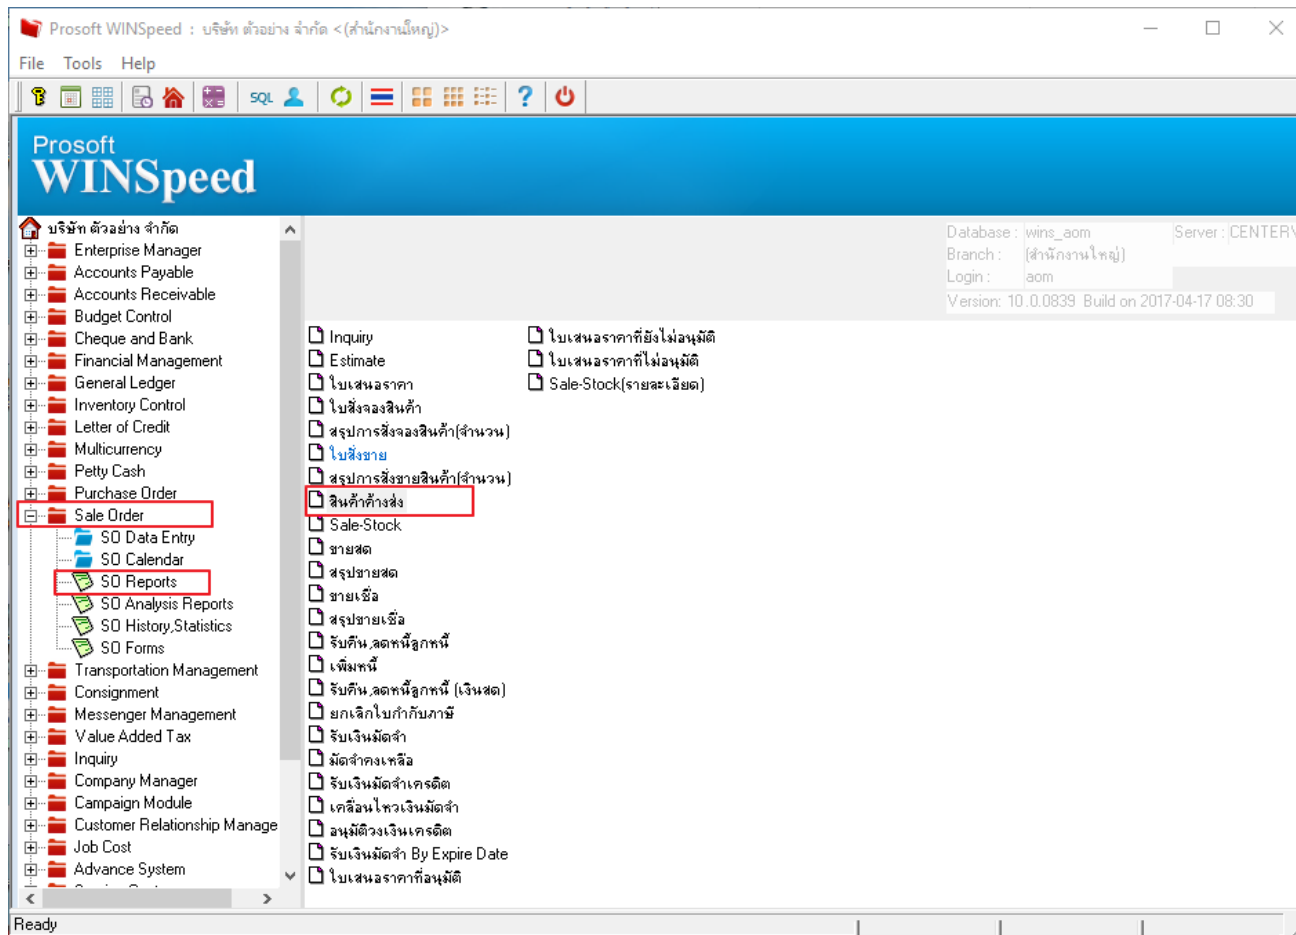 Prosoft WINSpeed : บริษัท ตัวอย่าง จำกัด <(สำนักงานใหญ่)>
File Tools Help
SQL
Prosoft
WINSpeed
Database : wins_aom Server : CENTER\
Branch : (สำนักงานใหญ่)
Login : aom
Version: 10.0.0839 Build on 2017-04-17 08:30
บริษัท ตัวอย่าง จำกัด
Enterprise Manager
Accounts Payable
Accounts Receivable
Budget Control
Cheque and Bank
Financial Management
General Ledger
Inventory Control
Letter of Credit
Multicurrency
Petty Cash
Purchase Order
Sale Order
SO Data Entry
SO Calendar
SO Reports
SO Analysis Reports
SO History,Statistics
SO Forms
Transportation Management
Consignment
Messenger Management
Value Added Tax
Inquiry
Company Manager
Campaign Module
Customer Relationship Manage
Job Cost
Advance System
Inquiry
Estimate
ใบเสนอราคา
ใบสั่งจองสินค้า
สรุปการสั่งจองสินค้า(จำนวน)
ใบสั่งขาย
สรุปการสั่งขายสินค้า(จำนวน)
สินค้าค้างส่ง
Sale-Stock
ขายสด
สรุปขายสด
ขายเชื่อ
สรุปขายเชื่อ
รับคืน,ลดหนี้ลูกหนี้
เพิ่มหนี้
รับคืน,ลดหนี้ลูกหนี้ (เงินสด)
ยกเลิกใบกำกับภาษี
รับเงินมัดจำ
มัดจำคงเหลือ
รับเงินมัดจำเครดิต
เคลื่อนไหวเงินมัดจำ
อนุมัติวงเงินเครดิต
รับเงินมัดจำ By Expire Date
ใบเสนอราคาที่อนุมัติ
ใบเสนอราคาที่ยังไม่อนุมัติ
ใบเสนอราคาที่ไม่อนุมัติ
Sale-Stock(รายละเอียด)
Ready